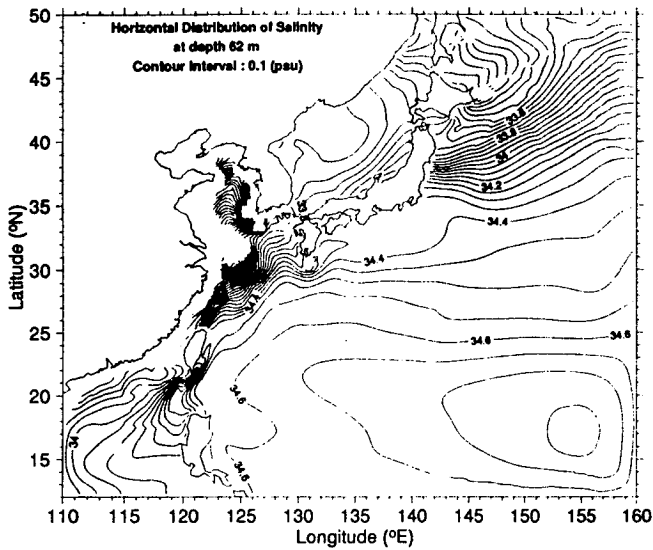 Horizontal Distribution of Salinity
at depth 62 m
Contour Interval : 0.1 (psu)
50
45
40
35
30
25
20
15
Latitude (ºN)
33.8
34.2
34.4
34.4
34.6
34.6
34.6
34.6
34
110 115 120 125 130 135 140 145 150 155 160
Longitude (ºE)